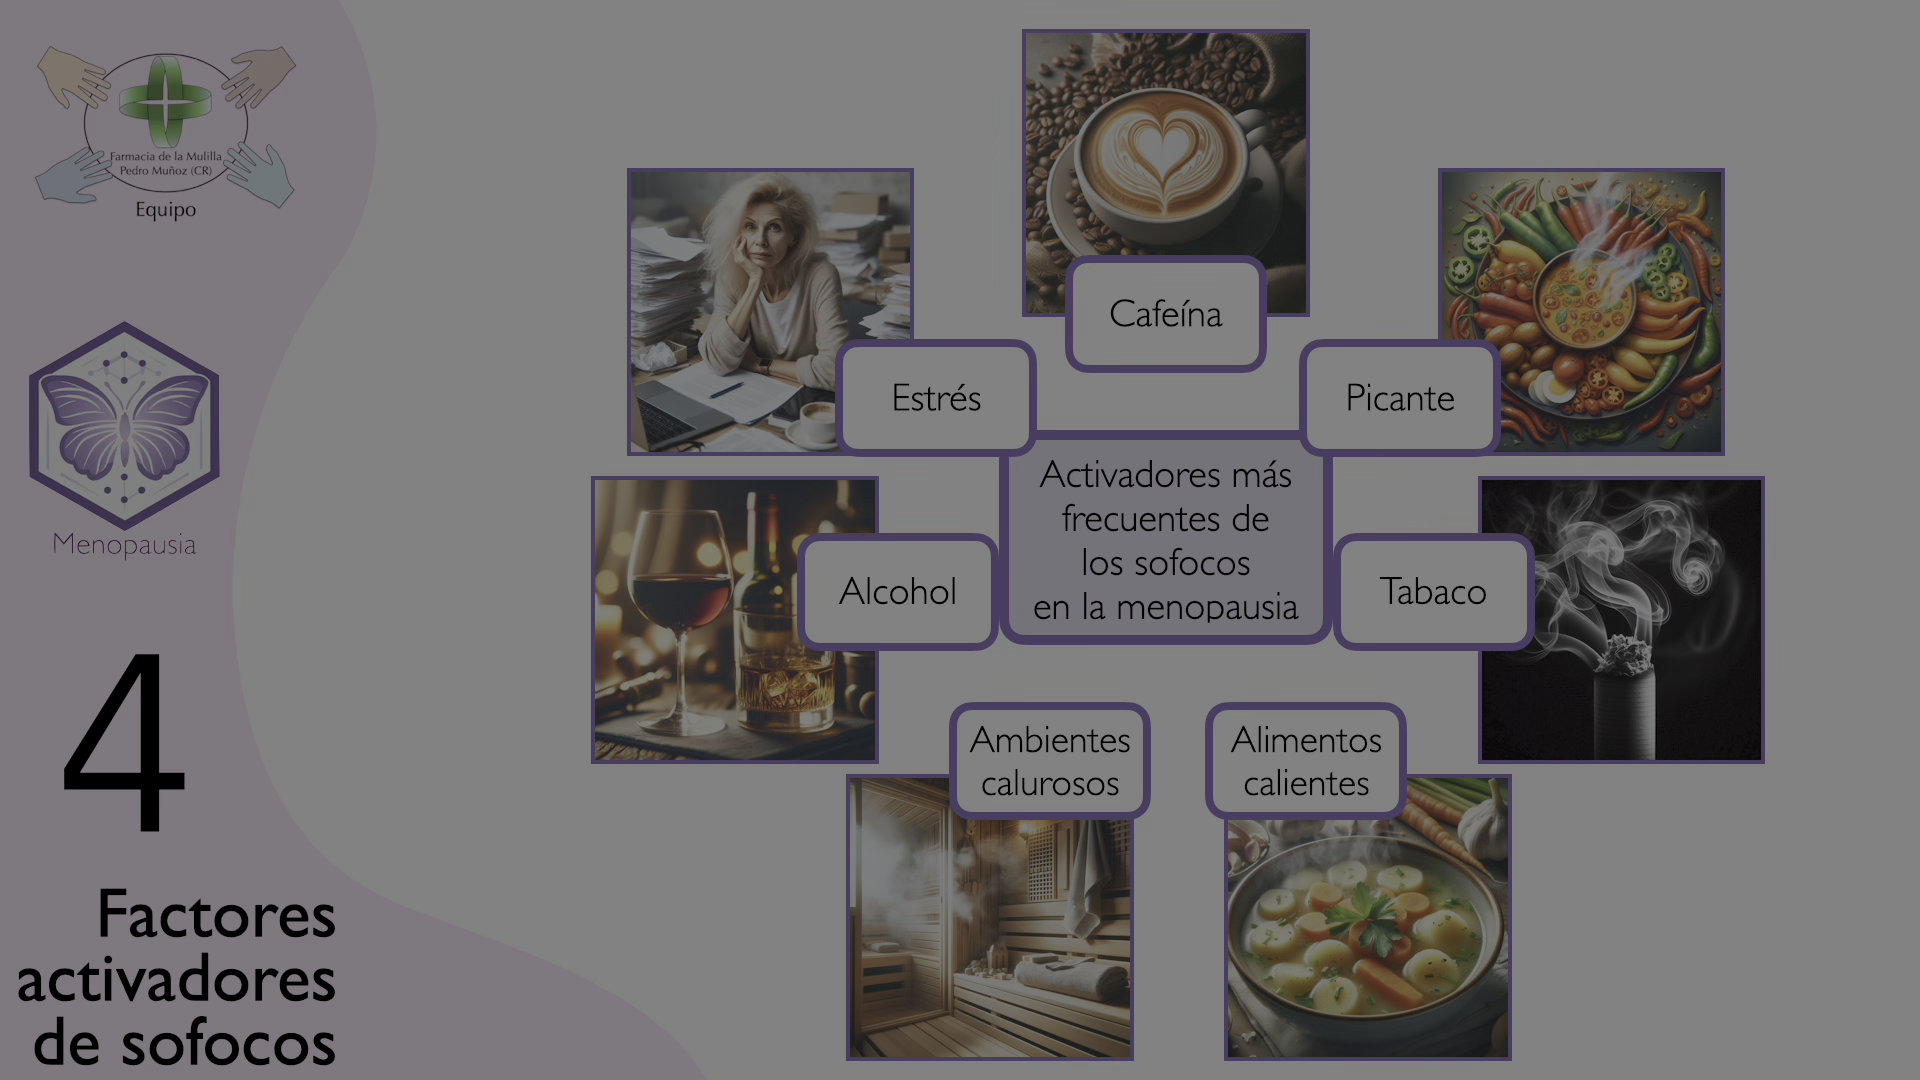 Farmacia de la Mulilla
Pedro Muñoz (CR)
Equipo
Menopausia
4
Factores
activadores
de sofocos
Cafeína
Estrés
Picante
Activadores más
frecuentes de
los sofocos
en la menopausia
Alcohol
Tabaco
Ambientes
calurosos
Alimentos
calientes